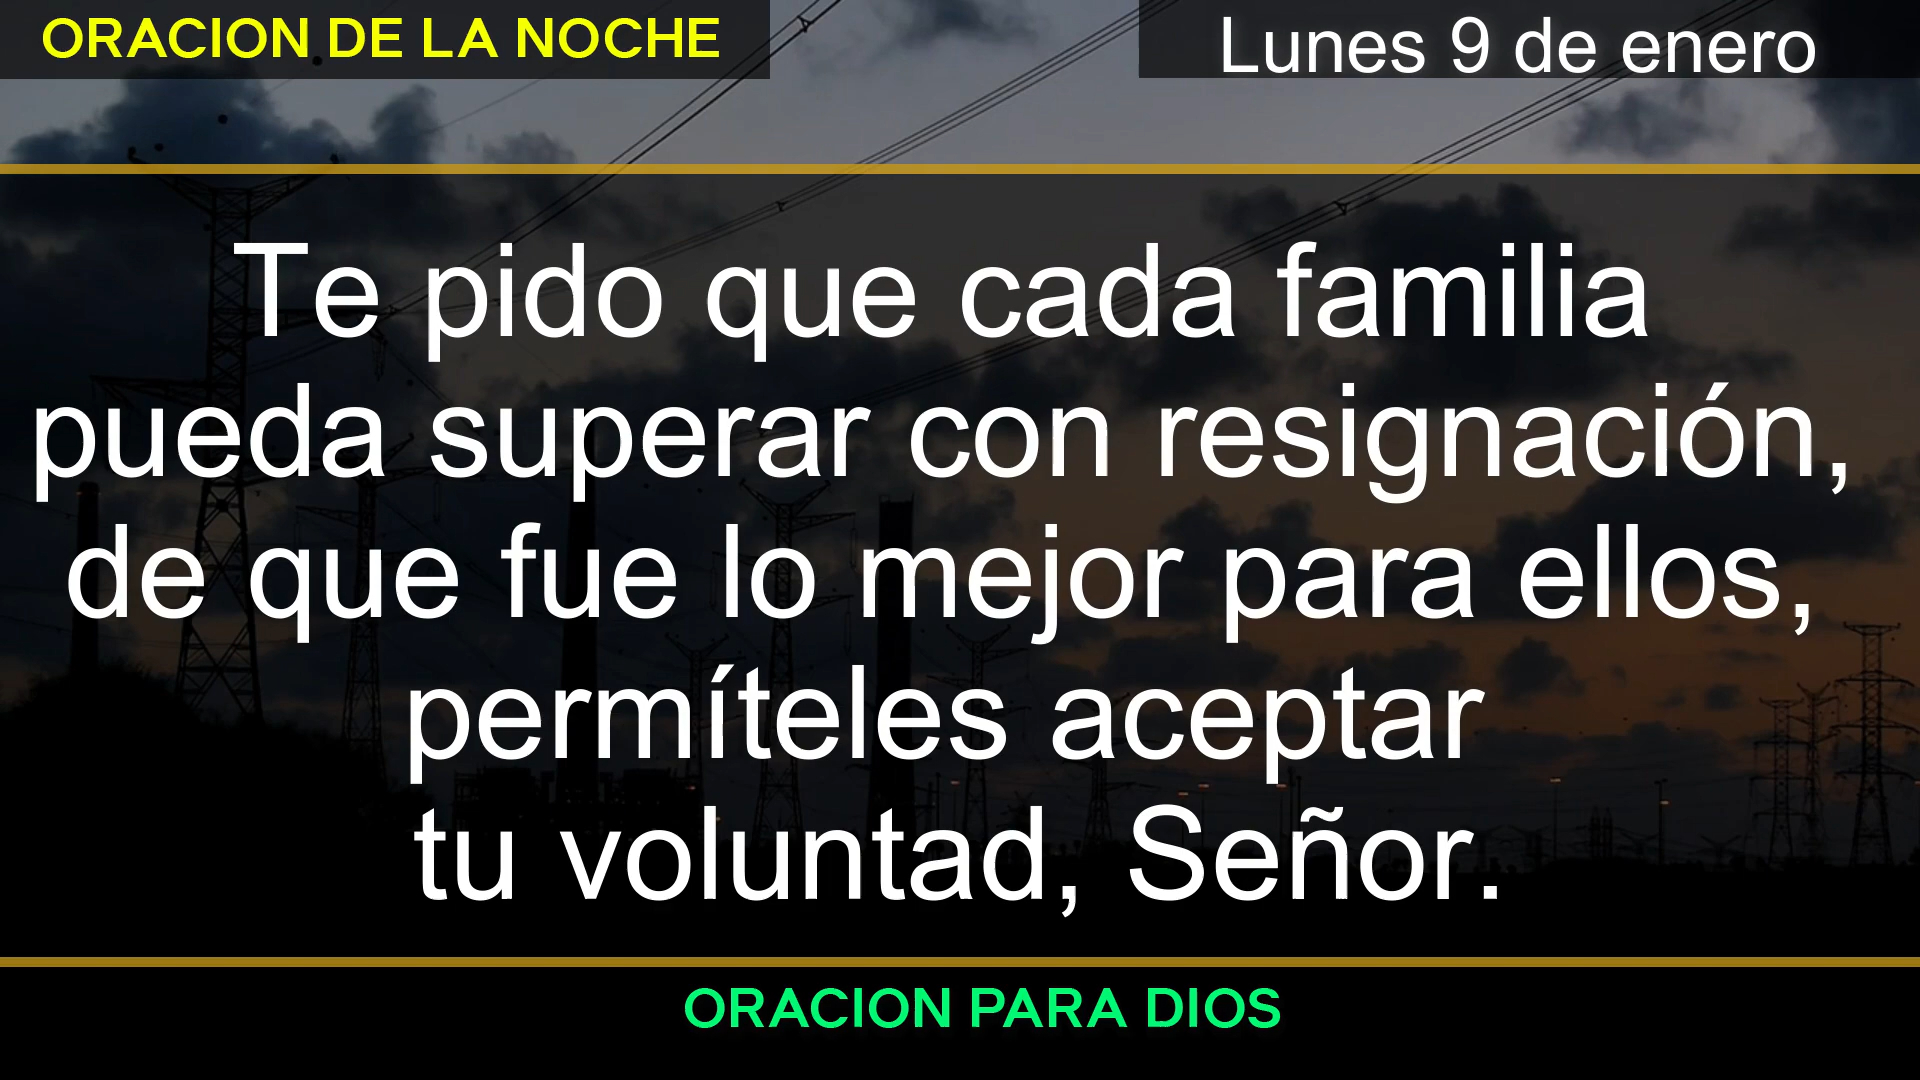 ORACION DE LA NOCHE
Lunes 9 de enero
Te pido que cada familia
pueda superar con resignación,
de que fue lo mejor para ellos,
permíteles aceptar
tu voluntad, Señor.
ORACION PARA DIOS